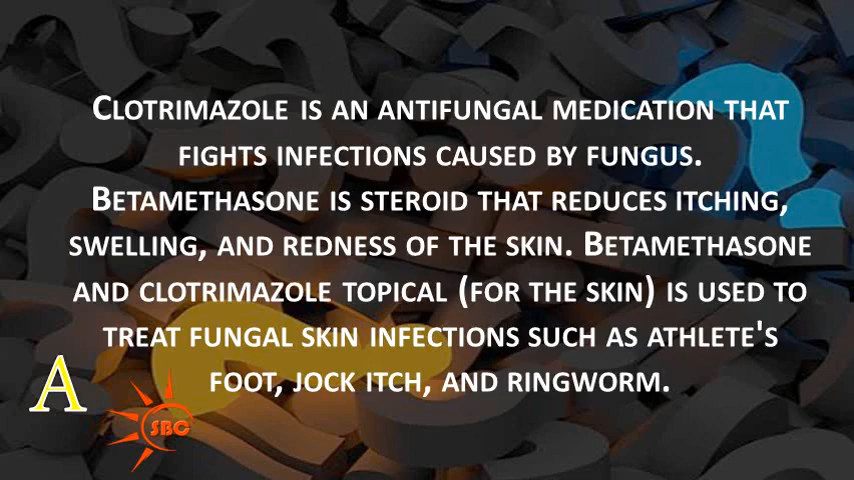 Clotrimazole is an antifungal medication that
fights infections caused by fungus.
Betamethasone is steroid that reduces itching,
swelling, and redness of the skin. Betamethasone
and clotrimazole topical (for the skin) is used to
treat fungal skin infections such as athlete's
foot, jock itch, and ringworm.
A
SBC